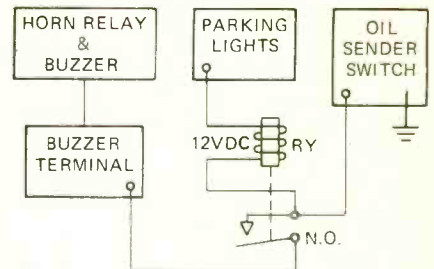 HORN RELAY
&
BUZZER
PARKING
LIGHTS
OIL
SENDER
SWITCH
BUZZER
TERMINAL
12VDC
RY
N.O.